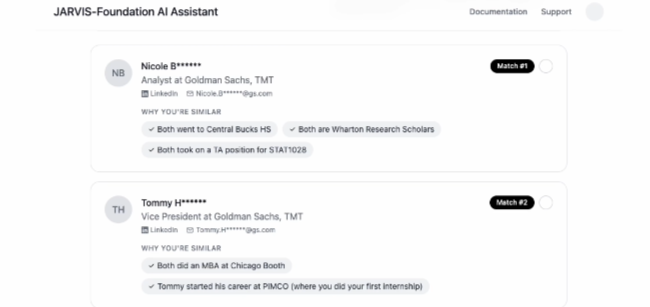 JARVIS-Foundation AI Assistant
Documentation Support
NB
Nicole B******
Match #1
Analyst at Goldman Sachs, TMT
LinkedIn Nicole.B******@gs.com
WHY YOU'RE SIMILAR
✓ Both went to Central Bucks HS ✓ Both are Wharton Research Scholars
✓ Both took on a TA position for STAT1028
TH
Tommy H******
Match #2
Vice President at Goldman Sachs, TMT
LinkedIn Tommy.H******@gs.com
WHY YOU'RE SIMILAR
✓ Both did an MBA at Chicago Booth
✓ Tommy started his career at PIMCO (where you did your first internship)